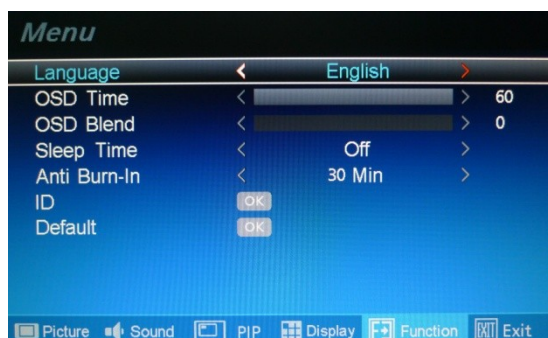 Menu
Language < English >
OSD Time < > 60
OSD Blend < > 0
Sleep Time < Off >
Anti Burn-In < 30 Min >
ID OK
Default OK
Picture Sound PIP Display Function EXIT Exit